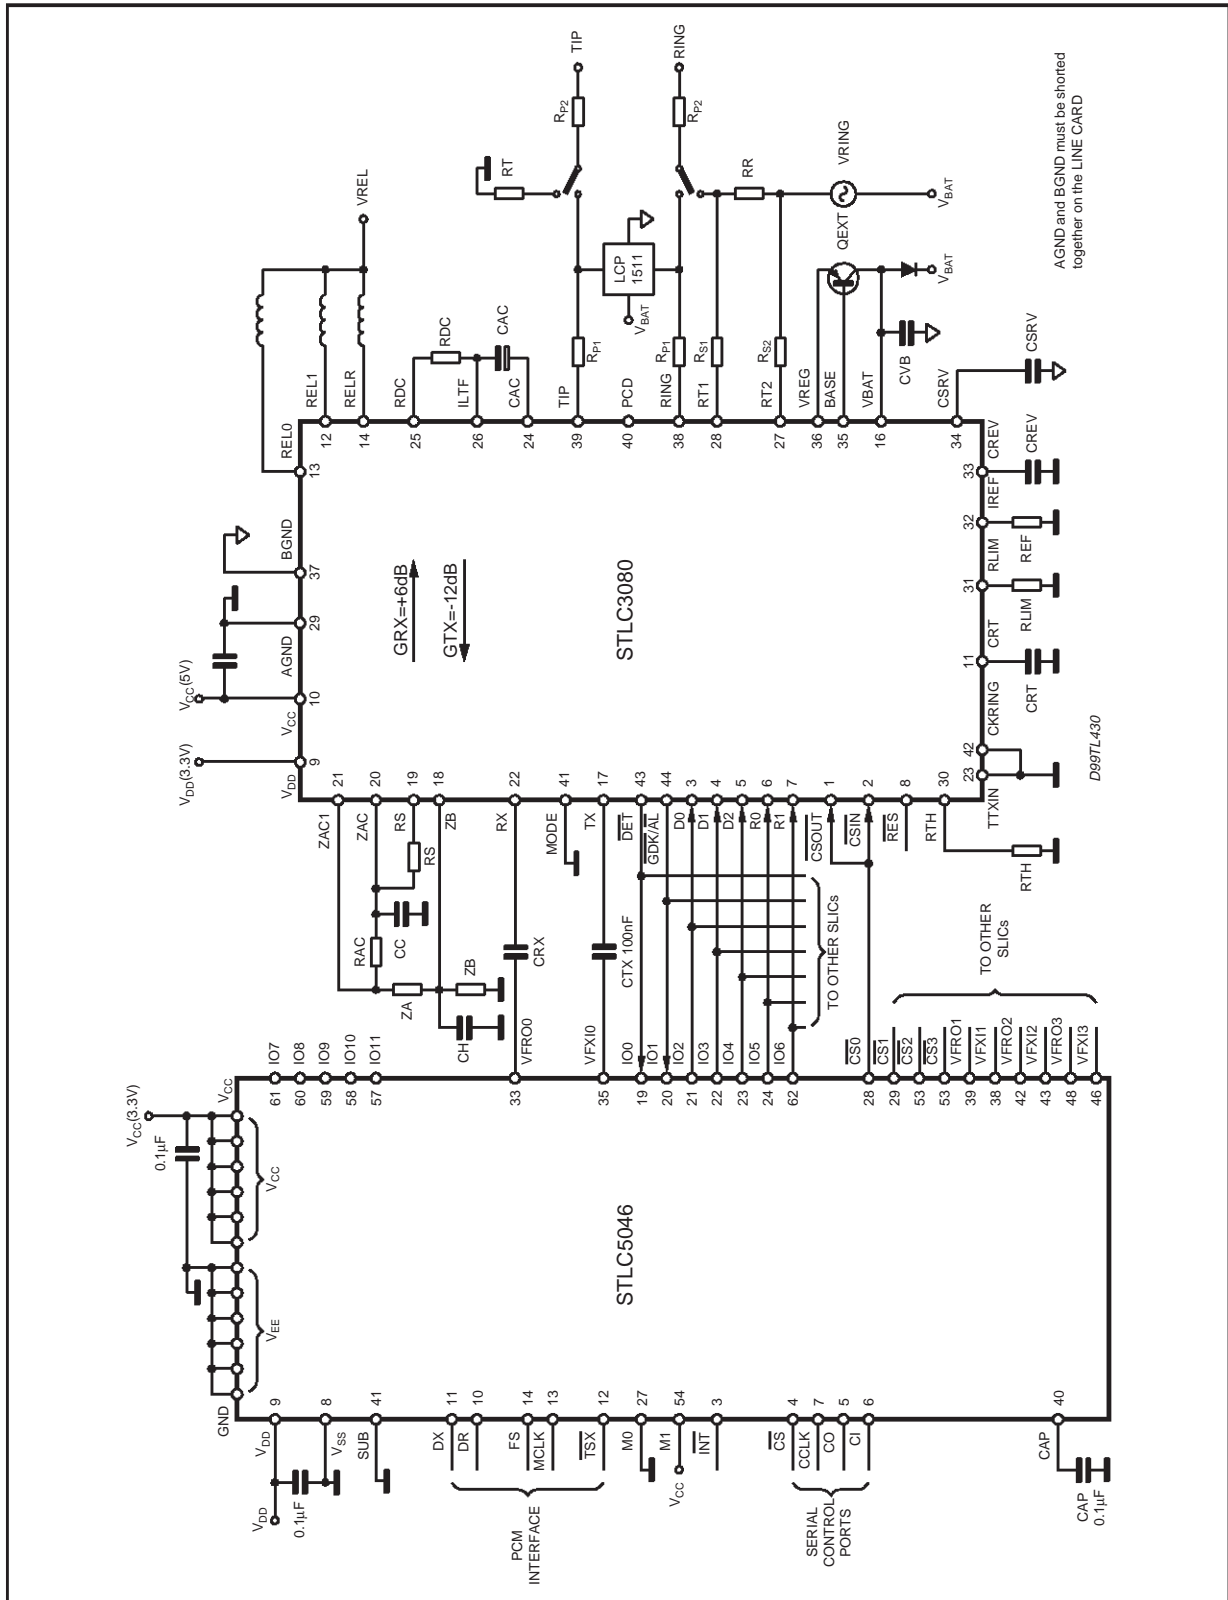 TIP
RING
RP2
RP2
RT
RR
VRING
VBAT
QEXT
VBAT
AGND and BGND must be shorted
together on the LINE CARD
VREL
LCP
1511
VBAT
RDC
CAC
RP1
RP1
RS1
RS2
CVB
CSRV
REL0
REL1
RELR
RDC
ILTF
CAC
TIP
PCD
RING
RT1
RT2
VREG
BASE
VBAT
CSRV
13
12
14
25
26
24
39
40
38
28
27
36
35
16
34
BGND
37
AGND
29
VCC(5V)
VCC
10
VDD(3.3V)
VDD
9
GRX=+6dB
GTX=-12dB
STLC3080
33
CREV
CREV
32
IREF
REF
31
RLIM
RLIM
11
CRT
CRT
42
CKRING
23
TTXIN
D99TL430
21
20
19
18
22
41
17
43
44
3
4
5
6
7
1
2
8
30
ZAC1
ZAC
RS
ZB
RX
MODE
TX
DET
GDK/AL
D0
D1
D2
R0
R1
CSOUT
CSIN
RES
RTH
RTH
RS
RAC
CC
ZA
ZB
CH
CRX
CTX 100nF
TO OTHER SLICs
TO OTHER
SLICs
IO7
IO8
IO9
IO10
IO11
VFRO0
VFXI0
IO0
IO1
IO2
IO3
IO4
IO5
IO6
CS0
CS1
CS2
CS3
VFRO1
VFXI1
VFRO2
VFXI2
VFRO3
VFXI3
61
60
59
58
57
33
35
19
20
21
22
23
24
62
28
29
53
53
39
38
42
43
48
46
VCC(3.3V)
0.1µF
VCC
VCC
VEE
GND
STLC5046
9
8
41
11
10
14
13
12
27
54
3
4
7
5
6
40
VDD
VSS
SUB
DX
DR
FS
MCLK
TSX
M0
M1
INT
CS
CCLK
CO
CI
CAP
VDD
0.1µF
PCM
INTERFACE
VCC
SERIAL
CONTROL
PORTS
CAP
0.1µF